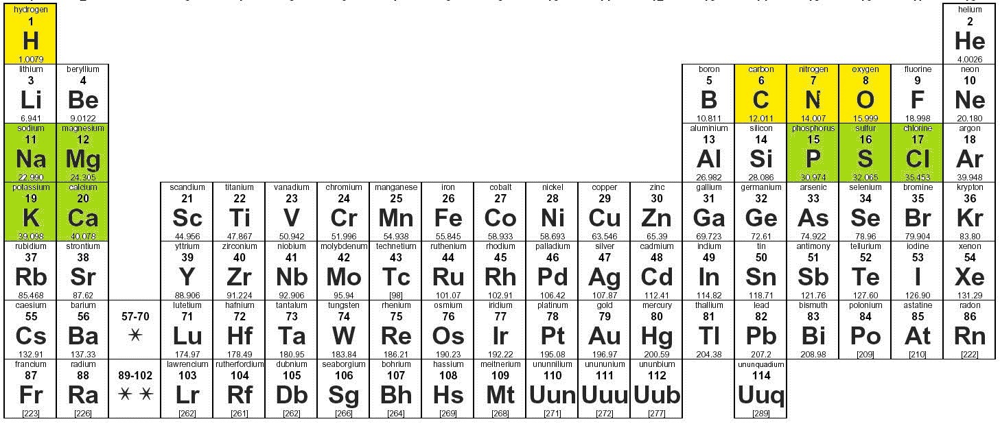 hydrogen helium
1 2
H He
1.0079 4.0026
lithium beryllium boron carbon nitrogen oxygen fluorine neon
3 4 5 6 7 8 9 10
Li Be B C N O F Ne
6.941 9.0122 10.811 12.011 14.007 15.999 18.998 20.180
sodium magnesium aluminium silicon phosphorus sulfur chlorine argon
11 12 13 14 15 16 17 18
Na Mg Al Si P S Cl Ar
22.990 24.305 26.982 28.086 30.974 32.065 35.453 39.948
potassium calcium scandium titanium vanadium chromium manganese iron cobalt nickel copper zinc gallium germanium arsenic selenium bromine krypton
19 20 21 22 23 24 25 26 27 28 29 30 31 32 33 34 35 36
K Ca Sc Ti V Cr Mn Fe Co Ni Cu Zn Ga Ge As Se Br Kr
39.098 40.078 44.956 47.867 50.942 51.996 54.938 55.845 58.933 58.693 63.546 65.39 69.723 72.61 74.922 78.96 79.904 83.80
rubidium strontium yttrium zirconium niobium molybdenum technetium ruthenium rhodium palladium silver cadmium indium tin antimony tellurium iodine xenon
37 38 39 40 41 42 43 44 45 46 47 48 49 50 51 52 53 54
Rb Sr Y Zr Nb Mo Tc Ru Rh Pd Ag Cd In Sn Sb Te I Xe
85.468 87.62 88.906 91.224 92.906 95.94 [98] 101.07 102.91 106.42 107.87 112.41 114.82 118.71 121.76 127.60 126.90 131.29
caesium barium lutetium hafnium tantalum tungsten rhenium osmium iridium platinum gold mercury thallium lead bismuth polonium astatine radon
55 56 57-70 71 72 73 74 75 76 77 78 79 80 81 82 83 84 85 86
Cs Ba * Lu Hf Ta W Re Os Ir Pt Au Hg Tl Pb Bi Po At Rn
132.91 137.33 174.97 178.49 180.95 183.84 186.21 190.23 192.22 195.08 196.97 200.59 204.38 207.2 208.98 [209] [210] [222]
francium radium lawrencium rutherfordium dubnium seaborgium bohrium hassium meitnerium ununnilium unununium ununbium ununquadium
87 88 89-102 103 104 105 106 107 108 109 110 111 112 114
Fr Ra * * Lr Rf Db Sg Bh Hs Mt Uun Uuu Uub Uuq
[223] [226] [262] [261] [262] [266] [264] [269] [268] [271] [272] [277] [289]